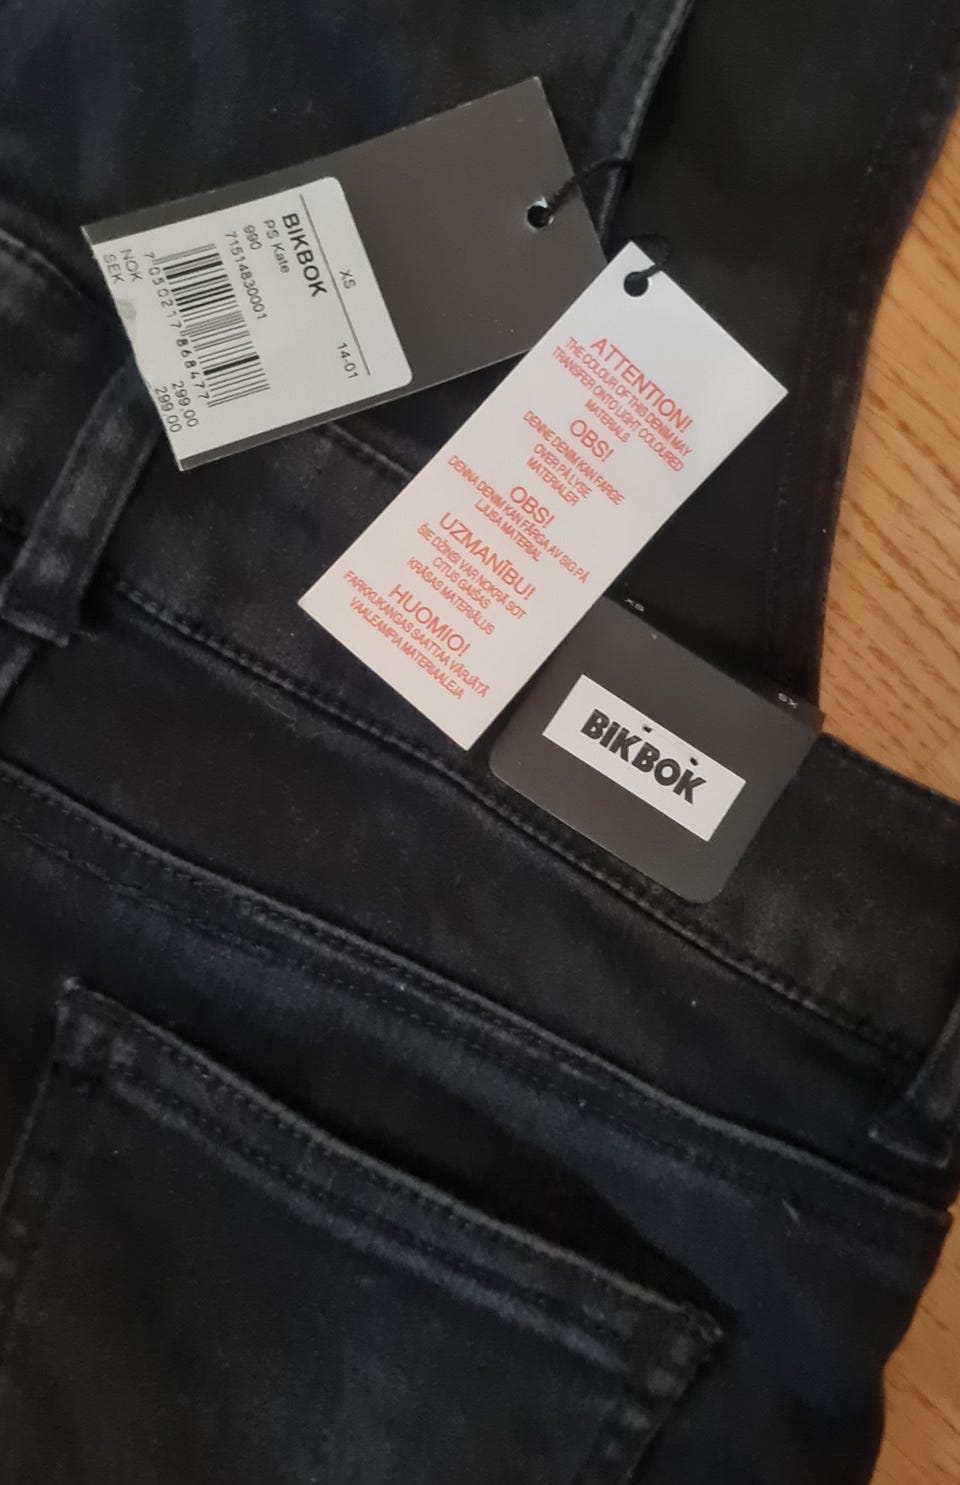 XS
14-01
BIKBOK
PS Kate
990
71514830001
7 050217 868477
NOK 299.00
SEK 299.00
ATTENTION!
THE COLOUR OF THIS DENIM MAY
TRANSFER ONTO LIGHT COLOURED
MATERIALS
OBS!
DENNE DENIM KAN FARGE
OVER PÅ LYSE
MATERIALER
OBS!
DENNA DENIM KAN FÄRGA AV SIG PÅ
LJUSA MATERIAL
UZMANĪBU!
ŠIE DŽINSI VAR NOKRĀSOT
CITUS GAIŠAS
KRĀSAS MATERIĀLUS
HUOMIO!
FARKKUKANGAS SAATTAA VÄRJÄTÄ
VAALEAMPIA MATERIAALEJA
XS
XS
BIKBOK